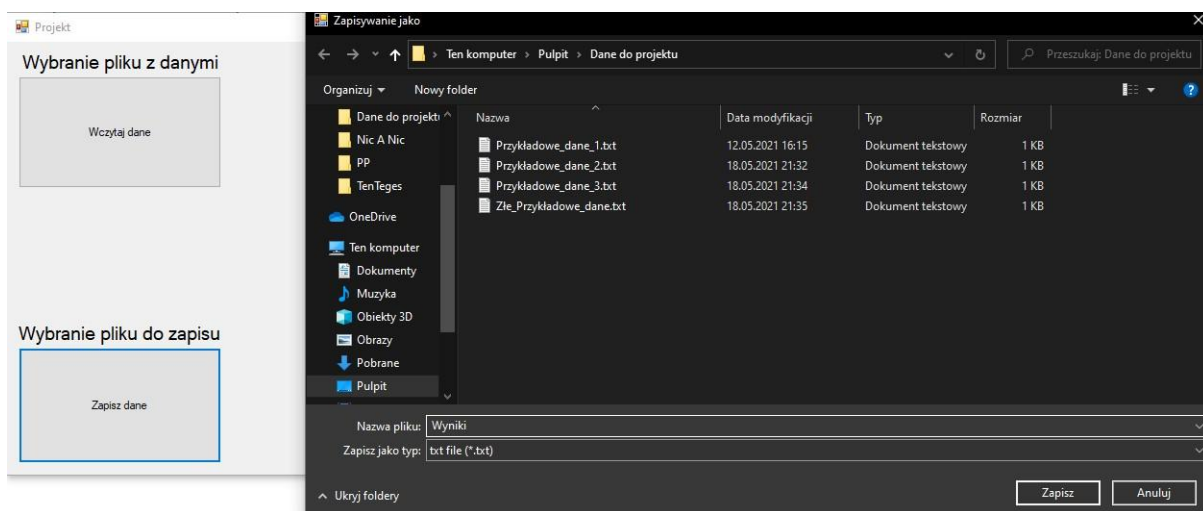 Projekt
Wybranie pliku z danymi
Wczytaj dane
Wybranie pliku do zapisu
Zapisz dane
Zapisywanie jako
Ten komputer > Pulpit > Dane do projektu
Przeszukaj: Dane do projektu
Organizuj Nowy folder
Dane do projektu
Nic A Nic
PP
TenTeges
OneDrive
Ten komputer
Dokumenty
Muzyka
Obiekty 3D
Obrazy
Pobrane
Pulpit
Nazwa Data modyfikacji Typ Rozmiar
Przykładowe_dane_1.txt 12.05.2021 16:15 Dokument tekstowy 1 KB
Przykładowe_dane_2.txt 18.05.2021 21:32 Dokument tekstowy 1 KB
Przykładowe_dane_3.txt 18.05.2021 21:34 Dokument tekstowy 1 KB
Złe_Przykładowe_dane.txt 18.05.2021 21:35 Dokument tekstowy 1 KB
Nazwa pliku: Wyniki
Zapisz jako typ: txt file (*.txt)
Ukryj foldery
Zapisz Anuluj